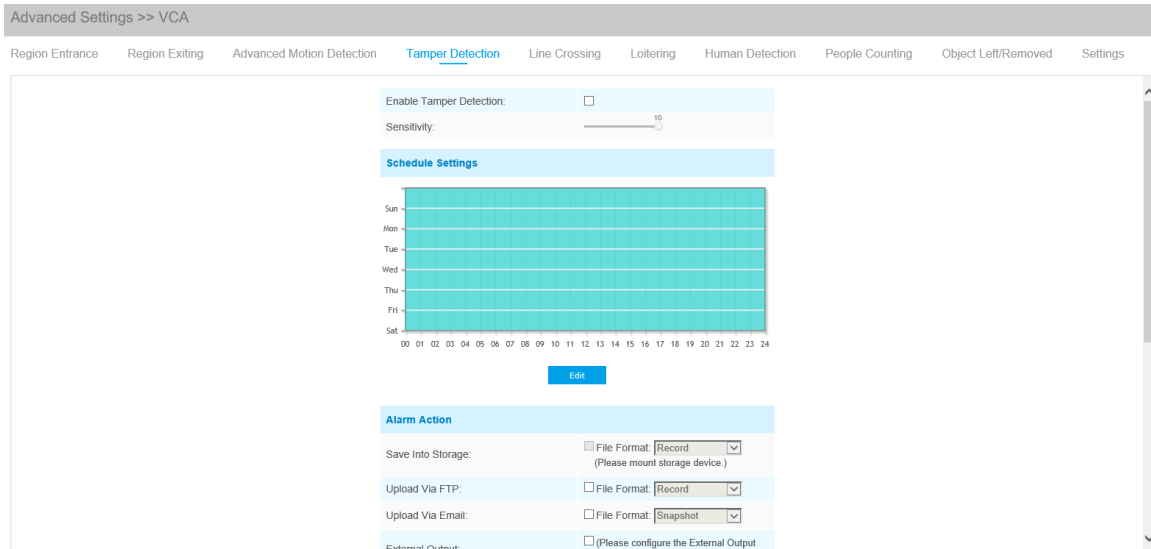 Advanced Settings >> VCA
Region Entrance Region Exiting Advanced Motion Detection Tamper Detection Line Crossing Loitering Human Detection People Counting Object Left/Removed Settings
Enable Tamper Detection:
Sensitivity: 10
Schedule Settings
Sun
Mon
Tue
Wed
Thu
Fri
Sat
00 01 02 03 04 05 06 07 08 09 10 11 12 13 14 15 16 17 18 19 20 21 22 23 24
Edit
Alarm Action
Save Into Storage: File Format: Record
(Please mount storage device.)
Upload Via FTP: File Format: Record
Upload Via Email: File Format: Snapshot
External Output: (Please configure the External Output